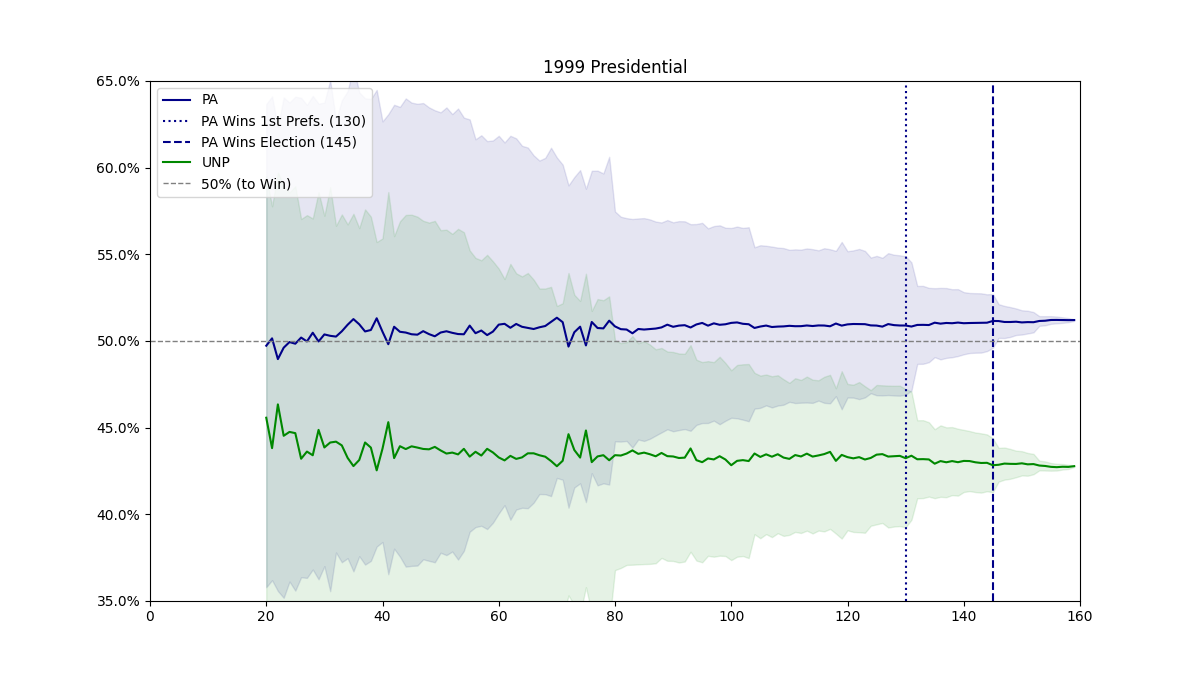 1999 Presidential
65.0%
60.0%
55.0%
50.0%
45.0%
40.0%
35.0%
PA
PA Wins 1st Prefs. (130)
PA Wins Election (145)
UNP
50% (to Win)
0 20 40 60 80 100 120 140 160